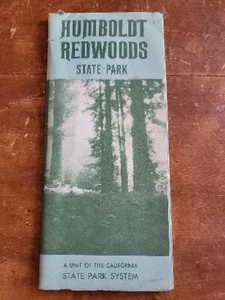 HUMBOLDT
REDWOODS
STATE PARK
A UNIT OF THE CALIFORNIA
STATE PARK SYSTEM